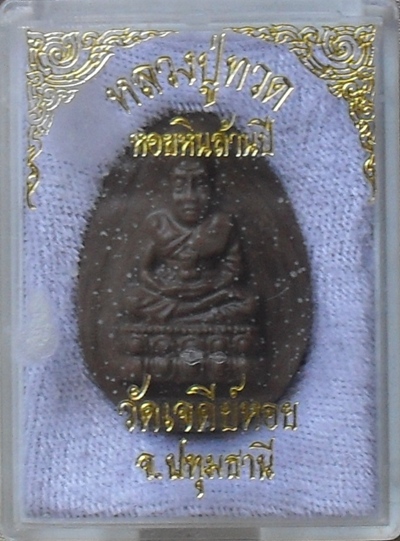 หลวงปู่ทวด
หอยหินล้านปี
วัดเจดีย์หอย
จ.ปทุมธานี